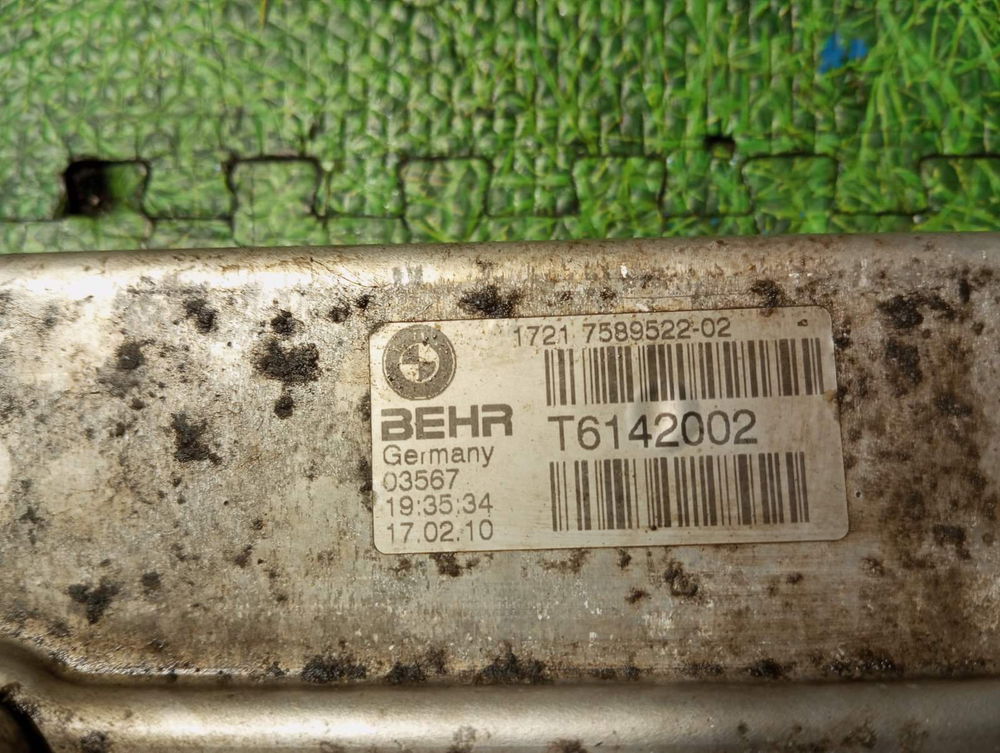 1721 7589522-02
BEHR
T6142002
Germany
03567
19:35:34
17.02.10